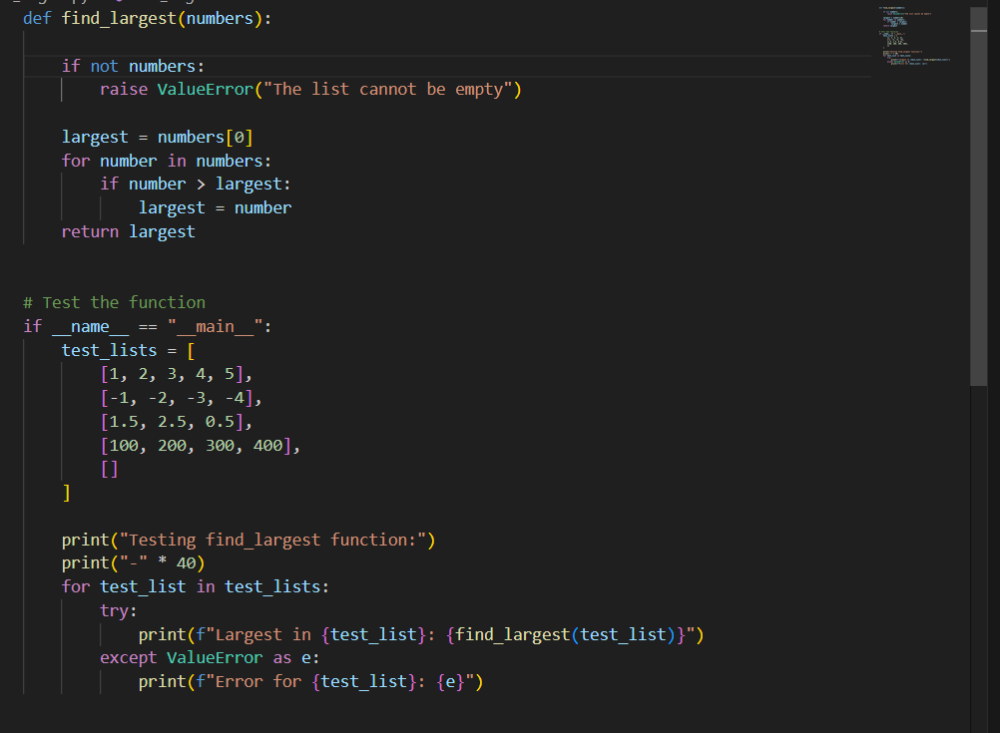 def find_largest(numbers):

    if not numbers:
        raise ValueError("The list cannot be empty")

    largest = numbers[0]
    for number in numbers:
        if number > largest:
            largest = number
    return largest


# Test the function
if __name__ == "__main__":
    test_lists = [
        [1, 2, 3, 4, 5],
        [-1, -2, -3, -4],
        [1.5, 2.5, 0.5],
        [100, 200, 300, 400],
        []
    ]

    print("Testing find_largest function:")
    print("-" * 40)
    for test_list in test_lists:
        try:
            print(f"Largest in {test_list}: {find_largest(test_list)}")
        except ValueError as e:
            print(f"Error for {test_list}: {e}")